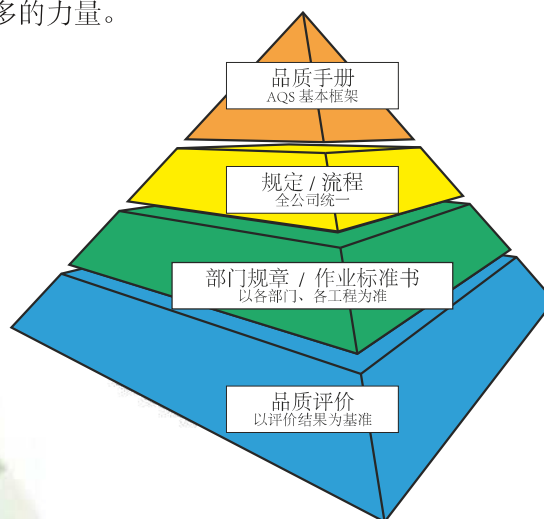 多的力量。
品质手册
AQS 基本框架
规定 / 流程
全公司统一
部门规章 / 作业标准书
以各部门、各工程为准
品质评价
以评价结果为基准